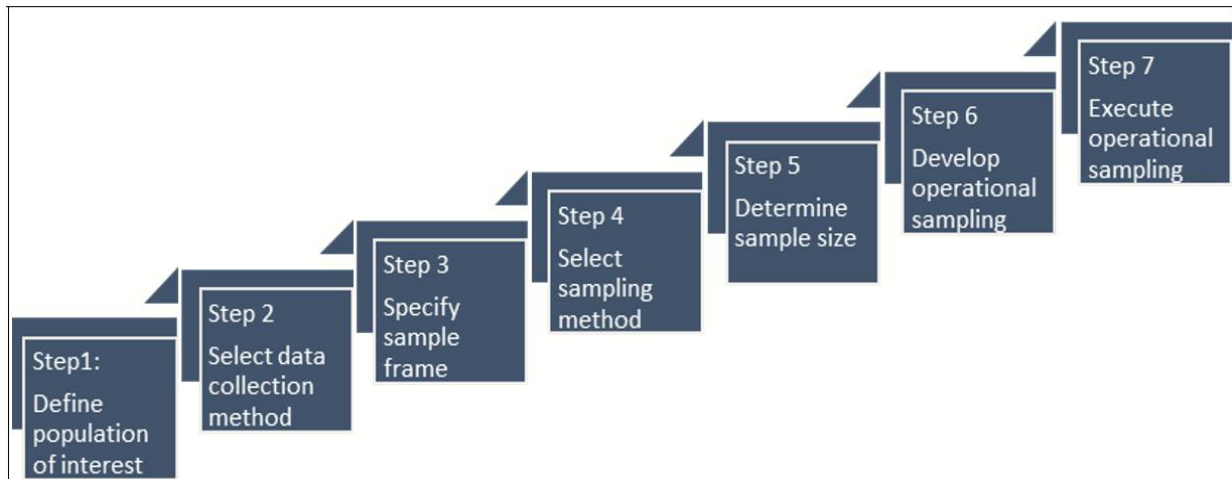 Step1:
Define
population
of interest
Step 2
Select data
collection
method
Step 3
Specify
sample
frame
Step 4
Select
sampling
method
Step 5
Determine
sample size
Step 6
Develop
operational
sampling
Step 7
Execute
operational
sampling